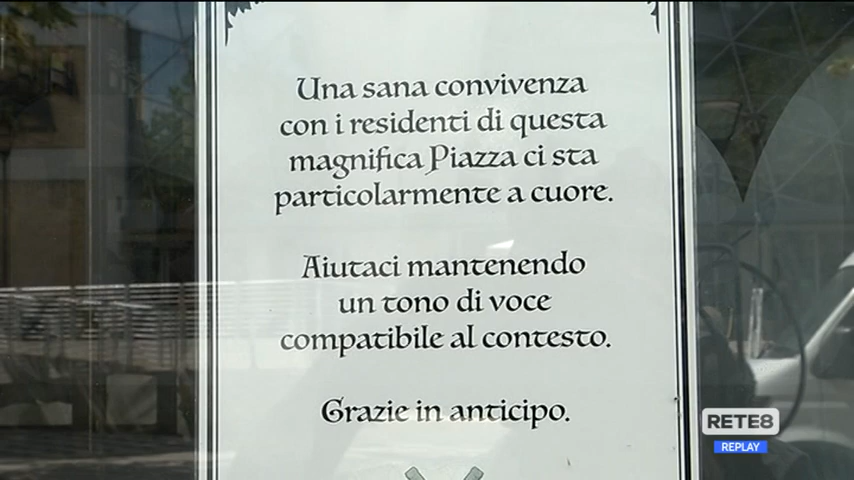 Una sana convivenza
con i residenti di questa
magnifica Piazza ci sta
particolarmente a cuore.
Aiutaci mantenendo
un tono di voce
compatibile al contesto.
Grazie in anticipo.
RETE8
REPLAY